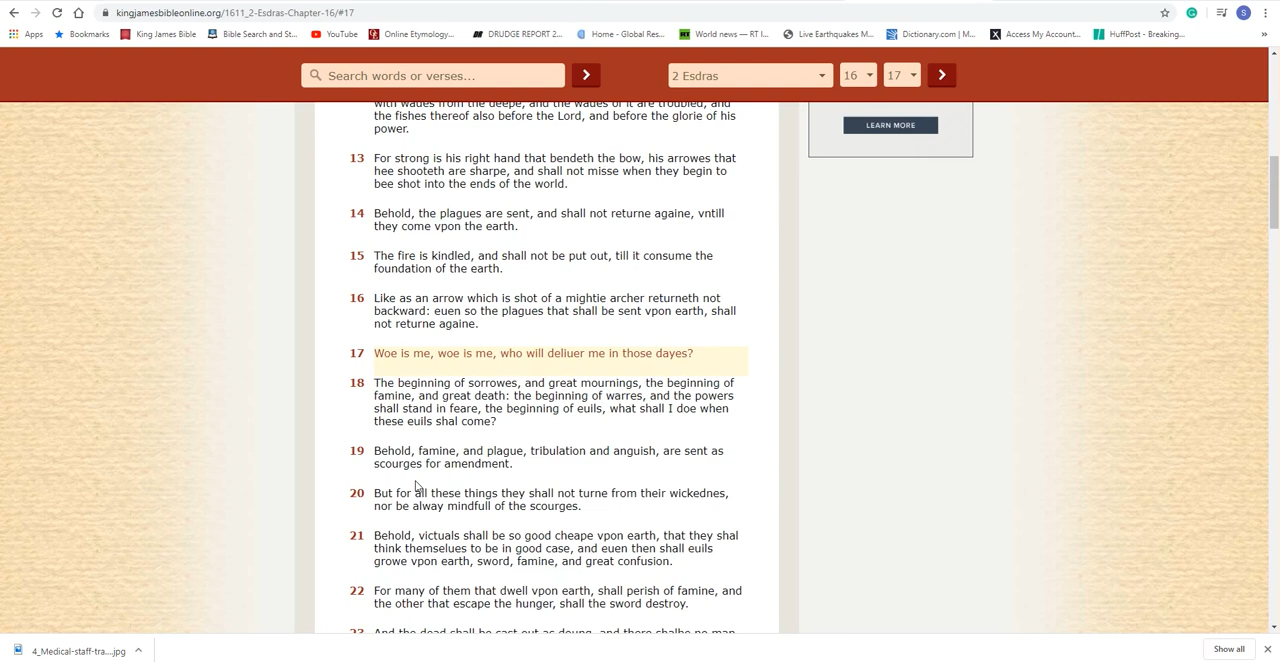 kingjamesbibleonline.org/1611_2-Esdras-Chapter-16/#17
S
Apps Bookmarks King James Bible Bible Search and St... YouTube Online Etymology... DRUDGE REPORT 2... Home - Global Res... World news — RT I... Live Earthquakes M... Dictionary.com | M... Access My Account... HuffPost - Breaking... »
Search words or verses... 2 Esdras 16 17
with waues from the deepe, and the waues of it are troubled, and
the fishes thereof also before the Lord, and before the glorie of his
power.
LEARN MORE
13 For strong is his right hand that bendeth the bow, his arrowes that
hee shooteth are sharpe, and shall not misse when they begin to
bee shot into the ends of the world.
14 Behold, the plagues are sent, and shall not returne againe, vntill
they come vpon the earth.
15 The fire is kindled, and shall not be put out, till it consume the
foundation of the earth.
16 Like as an arrow which is shot of a mightie archer returneth not
backward: euen so the plagues that shall be sent vpon earth, shall
not returne againe.
17 Woe is me, woe is me, who will deliuer me in those dayes?
18 The beginning of sorrowes, and great mournings, the beginning of
famine, and great death: the beginning of warres, and the powers
shall stand in feare, the beginning of euils, what shall I doe when
these euils shal come?
19 Behold, famine, and plague, tribulation and anguish, are sent as
scourges for amendment.
20 But for all these things they shall not turne from their wickednes,
nor be alway mindfull of the scourges.
21 Behold, victuals shall be so good cheape vpon earth, that they shal
think themselues to be in good case, and euen then shall euils
growe vpon earth, sword, famine, and great confusion.
22 For many of them that dwell vpon earth, shall perish of famine, and
the other that escape the hunger, shall the sword destroy.
23 And the dead shall be cast out as doung, and there shalbe no man
4_Medical-staff-tra....jpg
Show all